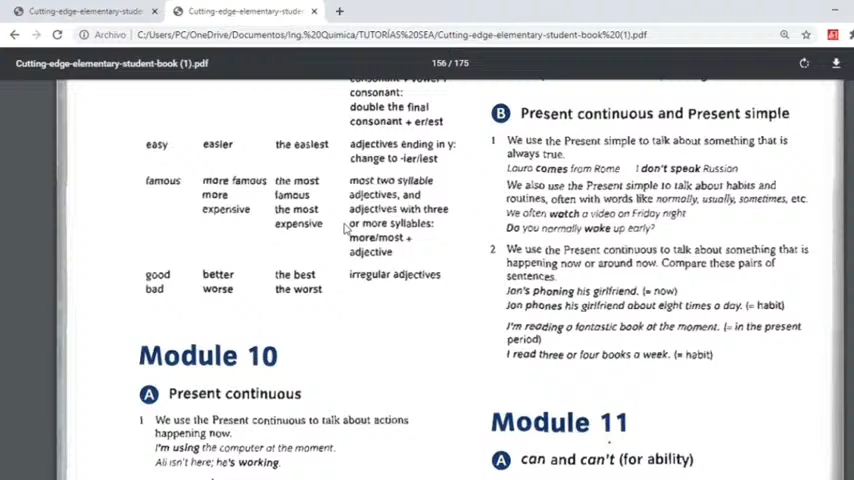 Cutting-edge-elementary-stude
Cutting-edge-elementary-stude
Archivo
C:/Users/PC/OneDrive/Documentos/Ing.%20Química/TUTORÍAS%20SEA/Cutting-edge-elementary-student-book%20(1).pdf
Cutting-edge-elementary-student-book (1).pdf
156 / 175
consonant:
double the final
consonant + er/est
easy easier the easiest adjectives ending in y:
change to -ier/iest
famous more famous the most most two syllable
more famous adjectives, and
expensive the most adjectives with three
expensive or more syllables:
more/most +
adjective
good better the best irregular adjectives
bad worse the worst
Module 10
A Present continuous
1 We use the Present continuous to talk about actions
happening now.
I'm using the computer at the moment.
Ali isn't here; he's working.
B Present continuous and Present simple
1 We use the Present simple to talk about something that is
always true.
Laura comes from Rome I don't speak Russian
We also use the Present simple to talk about habits and
routines, often with words like normally, usually, sometimes, etc.
We often watch a video on Friday night
Do you normally wake up early?
2 We use the Present continuous to talk about something that is
happening now or around now. Compare these pairs of
sentences.
Jan's phoning his girlfriend. (= now)
Jan phones his girlfriend about eight times a day. (= habit)
I'm reading a fantastic book at the moment. (= in the present
period)
I read three or four books a week. (= habit)
Module 11
A can and can't (for ability)